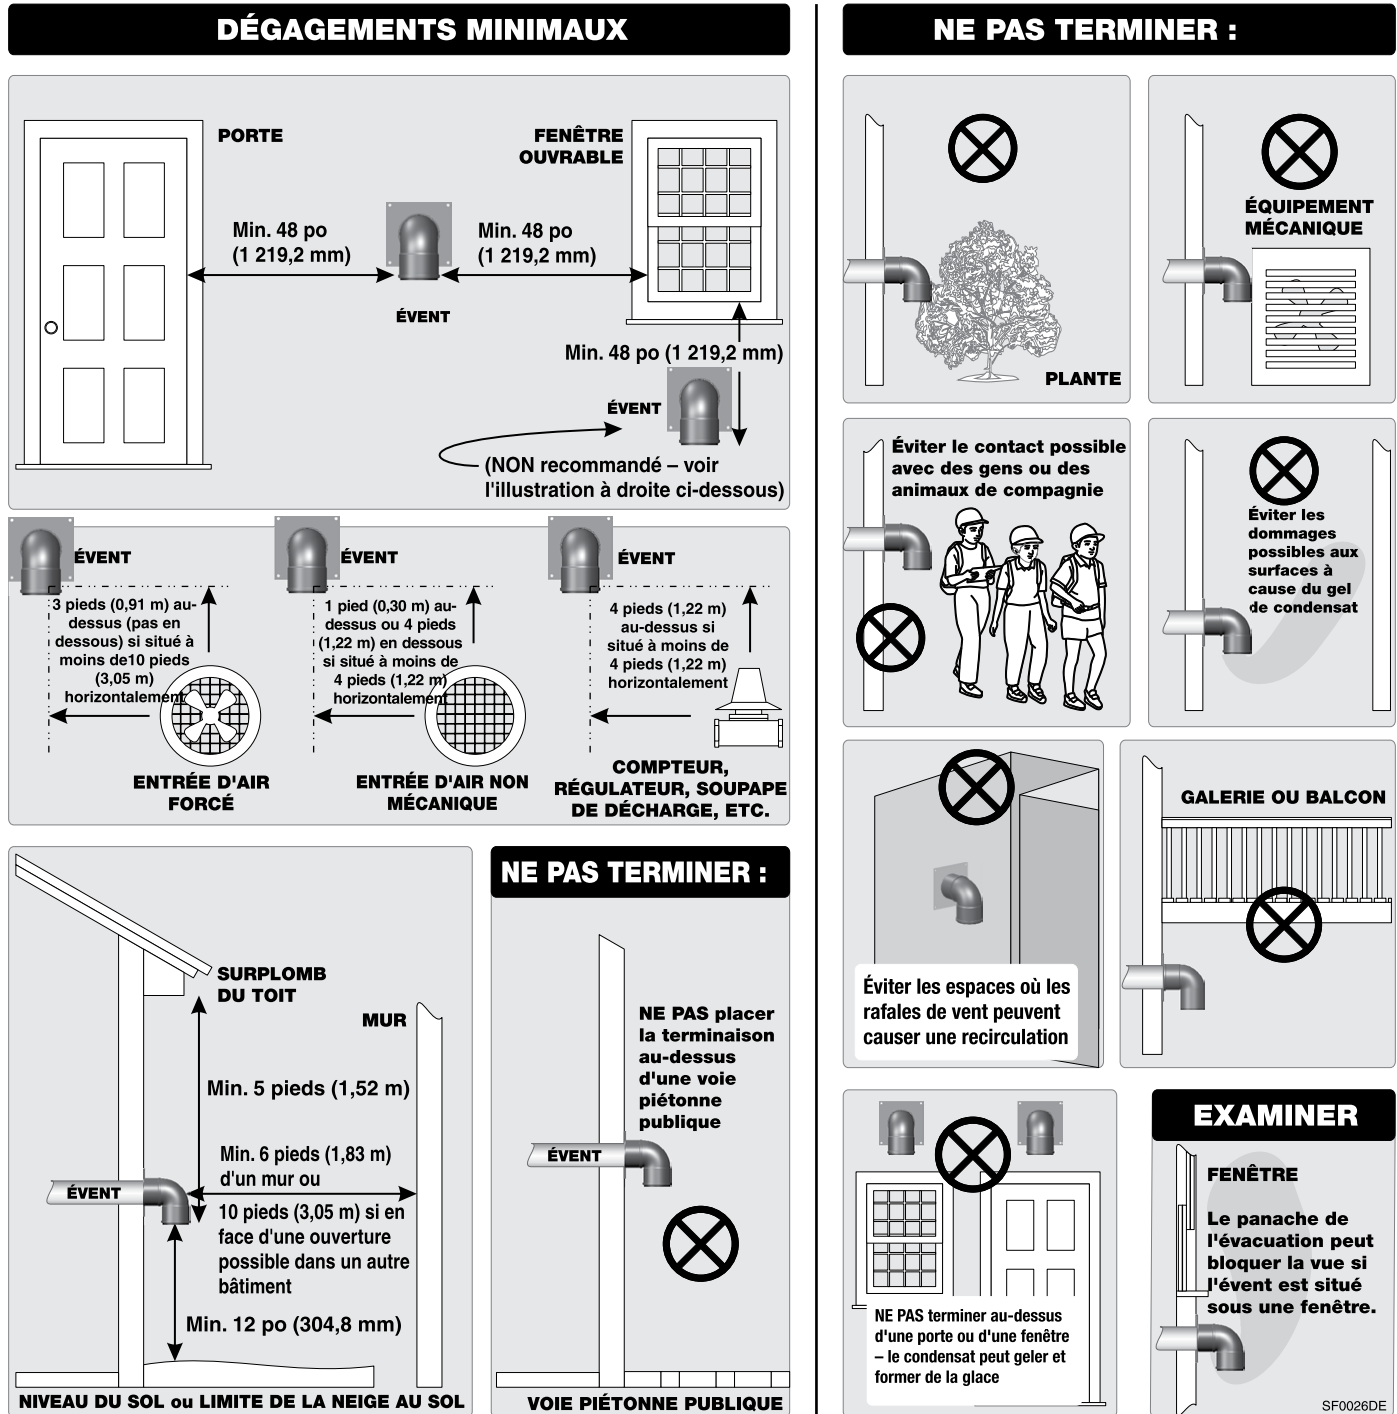 DÉGAGEMENTS MINIMAUX
PORTE
FENÊTRE
OUVRABLE
Min. 48 po
(1 219,2 mm)
Min. 48 po
(1 219,2 mm)
ÉVENT
Min. 48 po (1 219,2 mm)
ÉVENT
(NON recommandé – voir
l'illustration à droite ci-dessous)
ÉVENT
3 pieds (0,91 m) au-
dessus (pas en
dessous) si situé à
moins de10 pieds
(3,05 m)
horizontalement
ENTRÉE D'AIR
FORCÉ
ÉVENT
1 pied (0,30 m) au-
dessus ou 4 pieds
(1,22 m) en dessous
si situé à moins de
4 pieds (1,22 m)
horizontalement
ENTRÉE D'AIR NON
MÉCANIQUE
ÉVENT
4 pieds (1,22 m)
au-dessus si
situé à moins de
4 pieds (1,22 m)
horizontalement
COMPTEUR,
RÉGULATEUR, SOUPAPE
DE DÉCHARGE, ETC.
SURPLOMB
DU TOIT
MUR
Min. 5 pieds (1,52 m)
Min. 6 pieds (1,83 m)
d'un mur ou
ÉVENT
10 pieds (3,05 m) si en
face d'une ouverture
possible dans un autre
bâtiment
Min. 12 po (304,8 mm)
NIVEAU DU SOL ou LIMITE DE LA NEIGE AU SOL
NE PAS TERMINER :
NE PAS placer
la terminaison
au-dessus
d'une voie
piétonne
publique
ÉVENT
VOIE PIÉTONNE PUBLIQUE
NE PAS TERMINER :
PLANTE
ÉQUIPEMENT
MÉCANIQUE
Éviter le contact possible
avec des gens ou des
animaux de compagnie
Éviter les
dommages
possibles aux
surfaces à
cause du gel
de condensat
Éviter les espaces où les
rafales de vent peuvent
causer une recirculation
GALERIE OU BALCON
NE PAS terminer au-dessus
d'une porte ou d'une fenêtre
– le condensat peut geler et
former de la glace
EXAMINER
FENÊTRE
Le panache de
l'évacuation peut
bloquer la vue si
l'évent est situé
sous une fenêtre.
SF0026DE